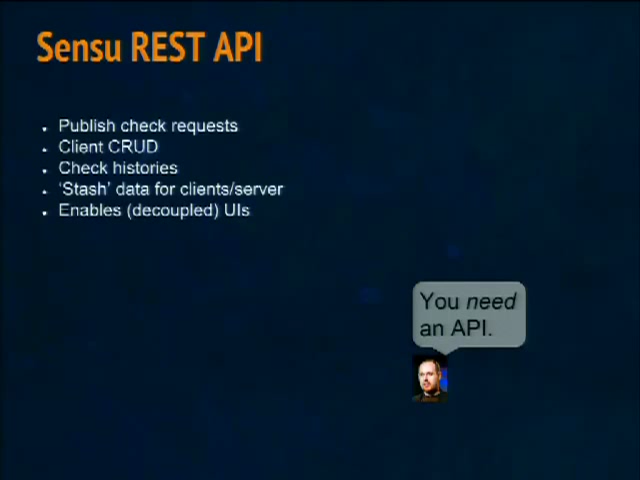 Sensu REST API
Publish check requests
Client CRUD
Check histories
‘Stash’ data for clients/server
Enables (decoupled) UIs
You need
an API.